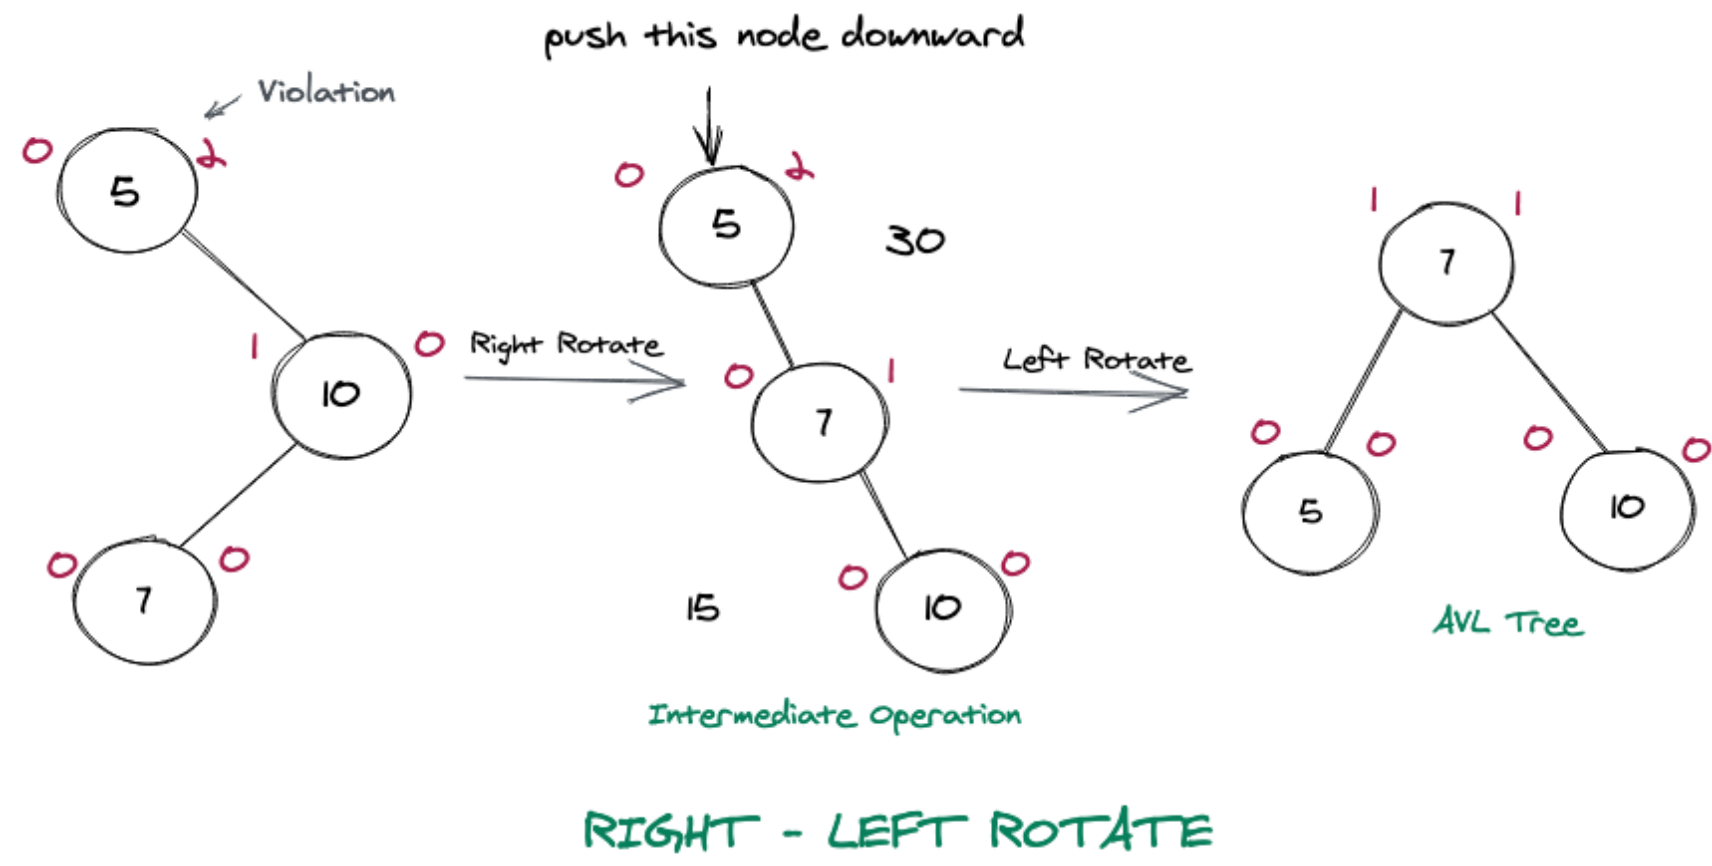 push this node downward
Violation
0 2
5
1 0
10
0 0
7
Right Rotate
0 2
5
30
0 1
7
0 0
10
15
Intermediate Operation
Left Rotate
1 1
7
0 0
5
0 0
10
AVL Tree
RIGHT - LEFT ROTATE